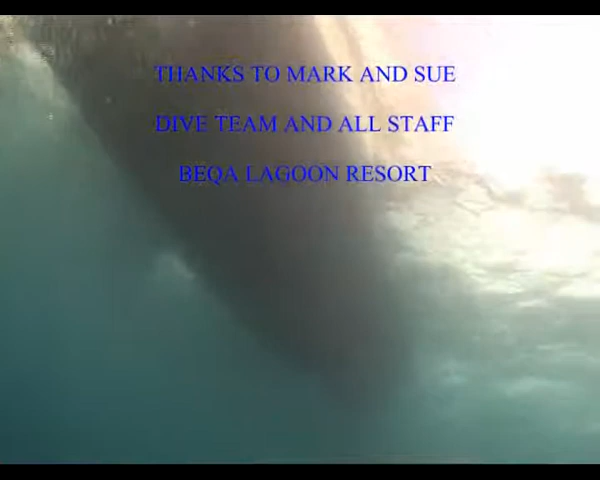 THANKS TO MARK AND SUE
DIVE TEAM AND ALL STAFF
BEQA LAGOON RESORT